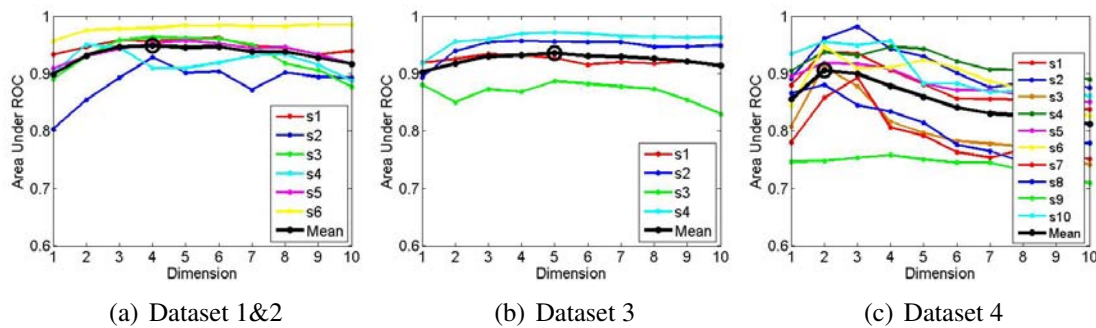 Area Under ROC
1
0.9
0.8
0.7
0.6
1 2 3 4 5 6 7 8 9 10
Dimension
s1
s2
s3
s4
s5
s6
Mean
(a) Dataset 1&2
Area Under ROC
1
0.9
0.8
0.7
0.6
1 2 3 4 5 6 7 8 9 10
Dimension
s1
s2
s3
s4
Mean
(b) Dataset 3
Area Under ROC
1
0.9
0.8
0.7
0.6
1 2 3 4 5 6 7 8 9 10
Dimension
s1
s2
s3
s4
s5
s6
s7
s8
s9
s10
Mean
(c) Dataset 4